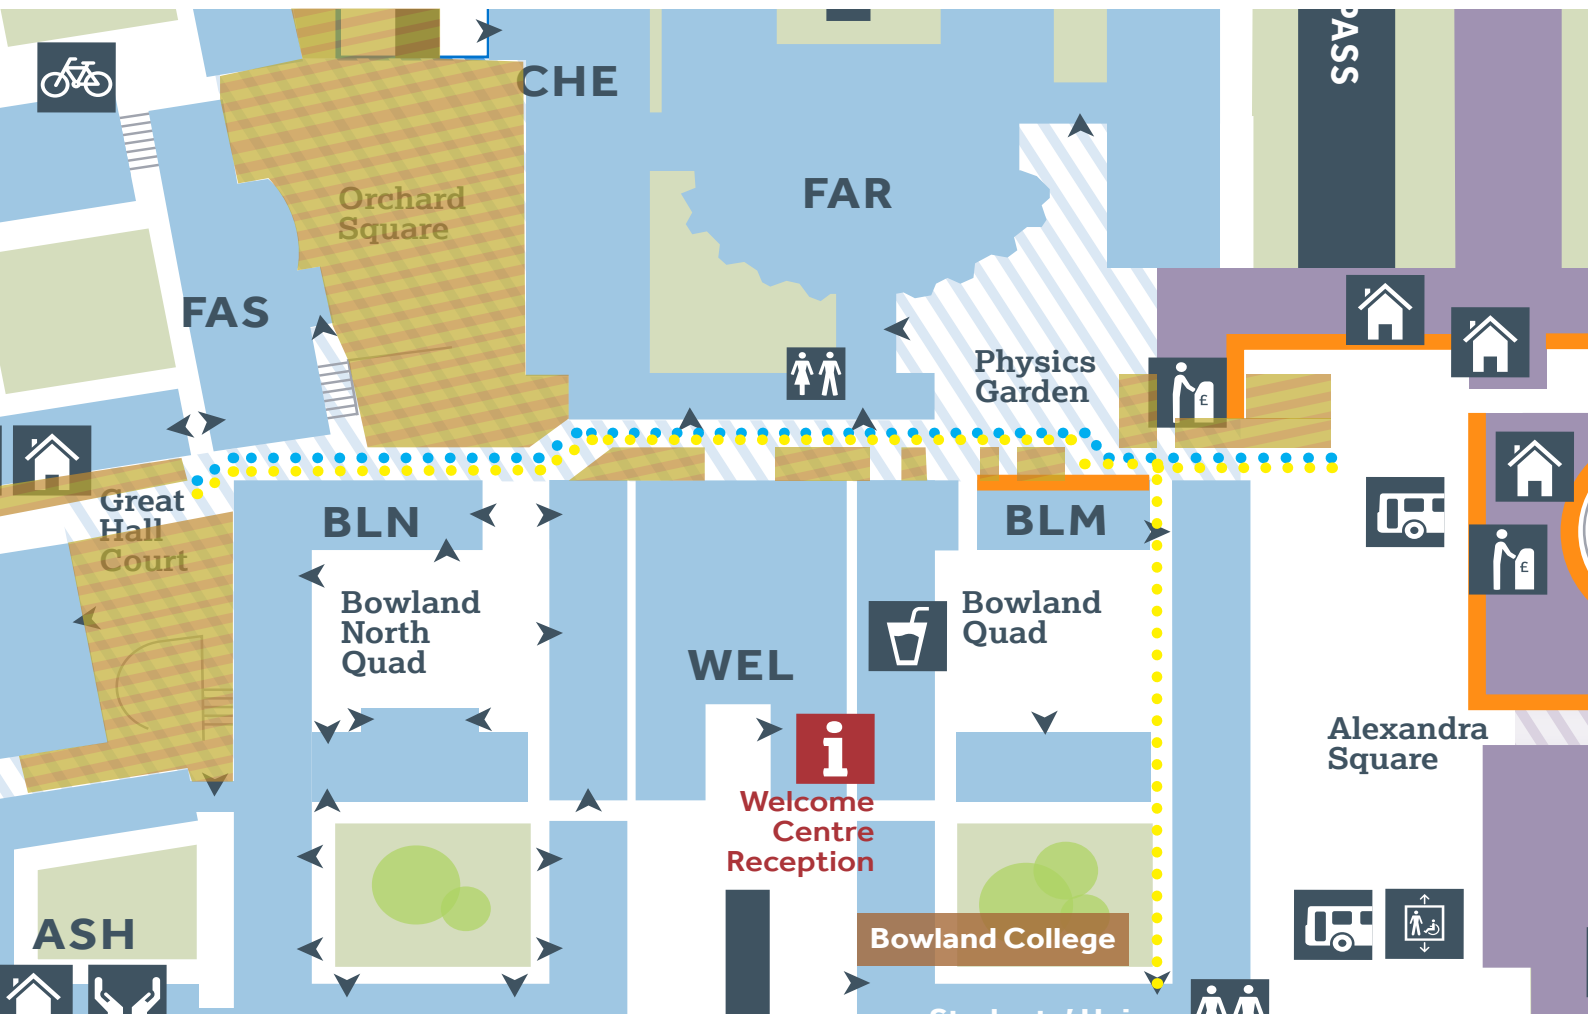 PASS
CHE
FAR
Orchard
Square
FAS
Physics
Garden
£
Great
Hall
Court
BLN
BLM
£
Bowland
North
Quad
Bowland
Quad
WEL
Alexandra
Square
i
Welcome
Centre
Reception
ASH
Bowland College